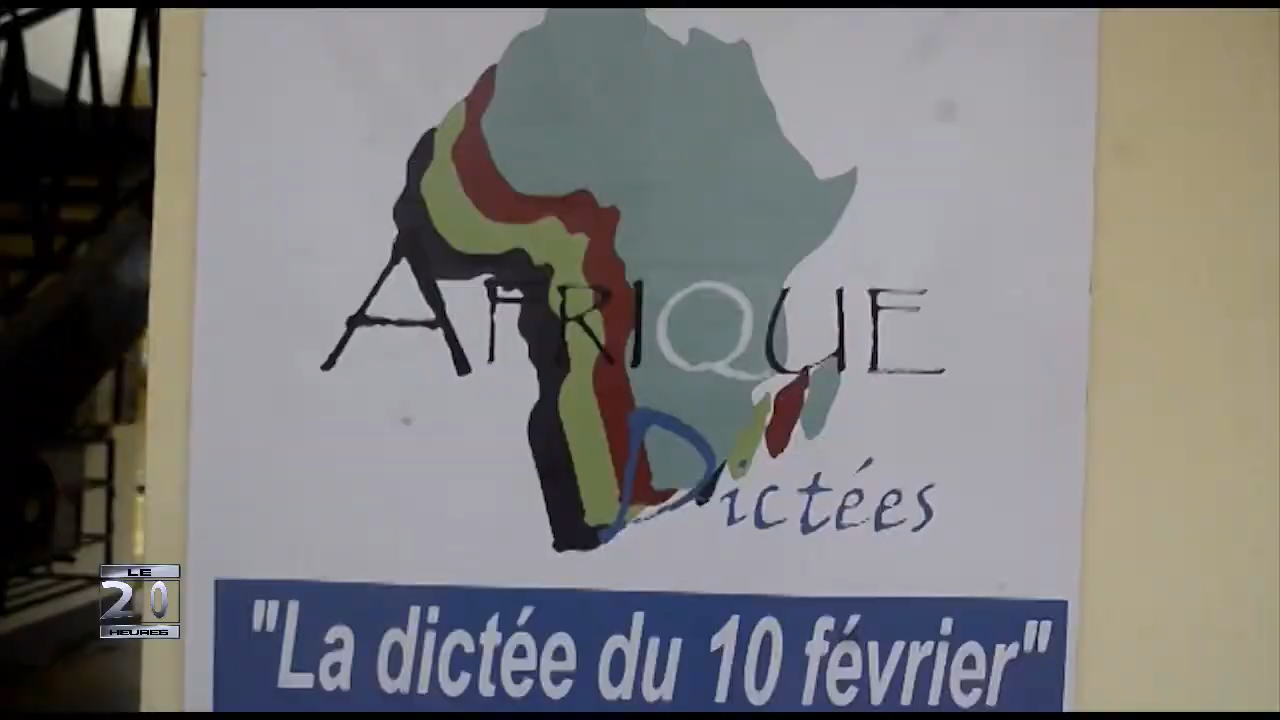 AFRIQUE
Dictées
LE
20
HEURES
"La dictée du 10 février"